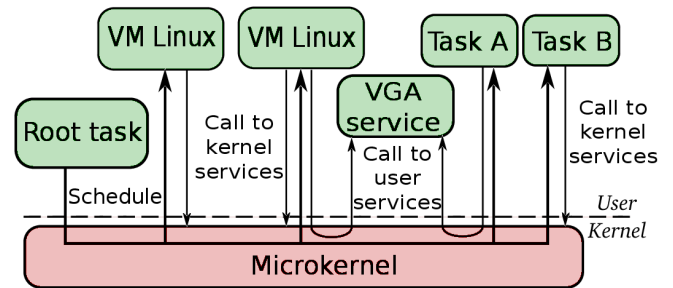 VM Linux
VM Linux
Task A
Task B
VGA
service
Root task
Call to
kernel
services
Call to
user
services
Call to
kernel
services
Schedule
User
Kernel
Microkernel